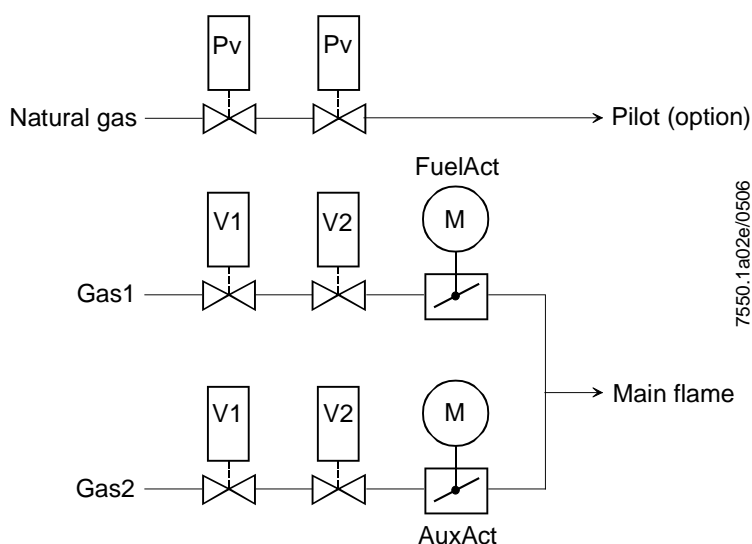 Pv Pv
Natural gas Pilot (option)
FuelAct
V1 V2 M
Gas1
7550.1a02e/0506
Main flame
V1 V2 M
Gas2
AuxAct